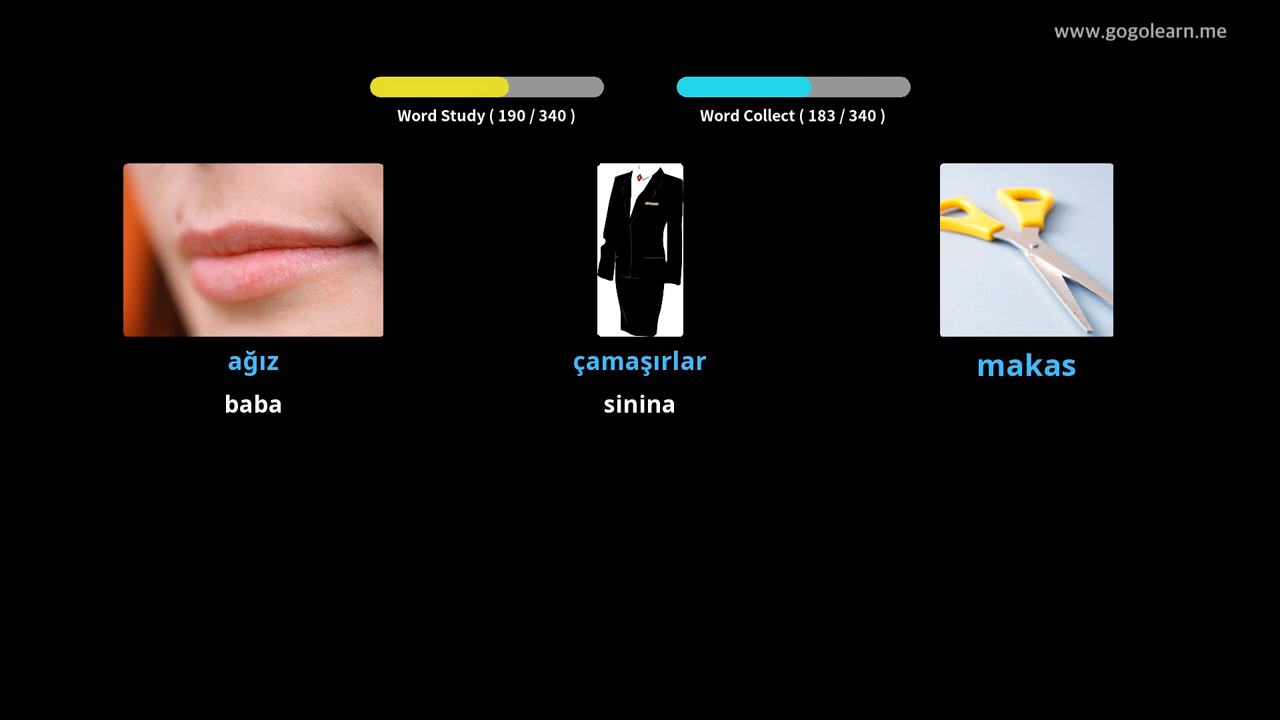 www.gogolearn.me
Word Study ( 190 / 340 )
Word Collect ( 183 / 340 )
ağız
çamaşırlar
makas
baba
sinina